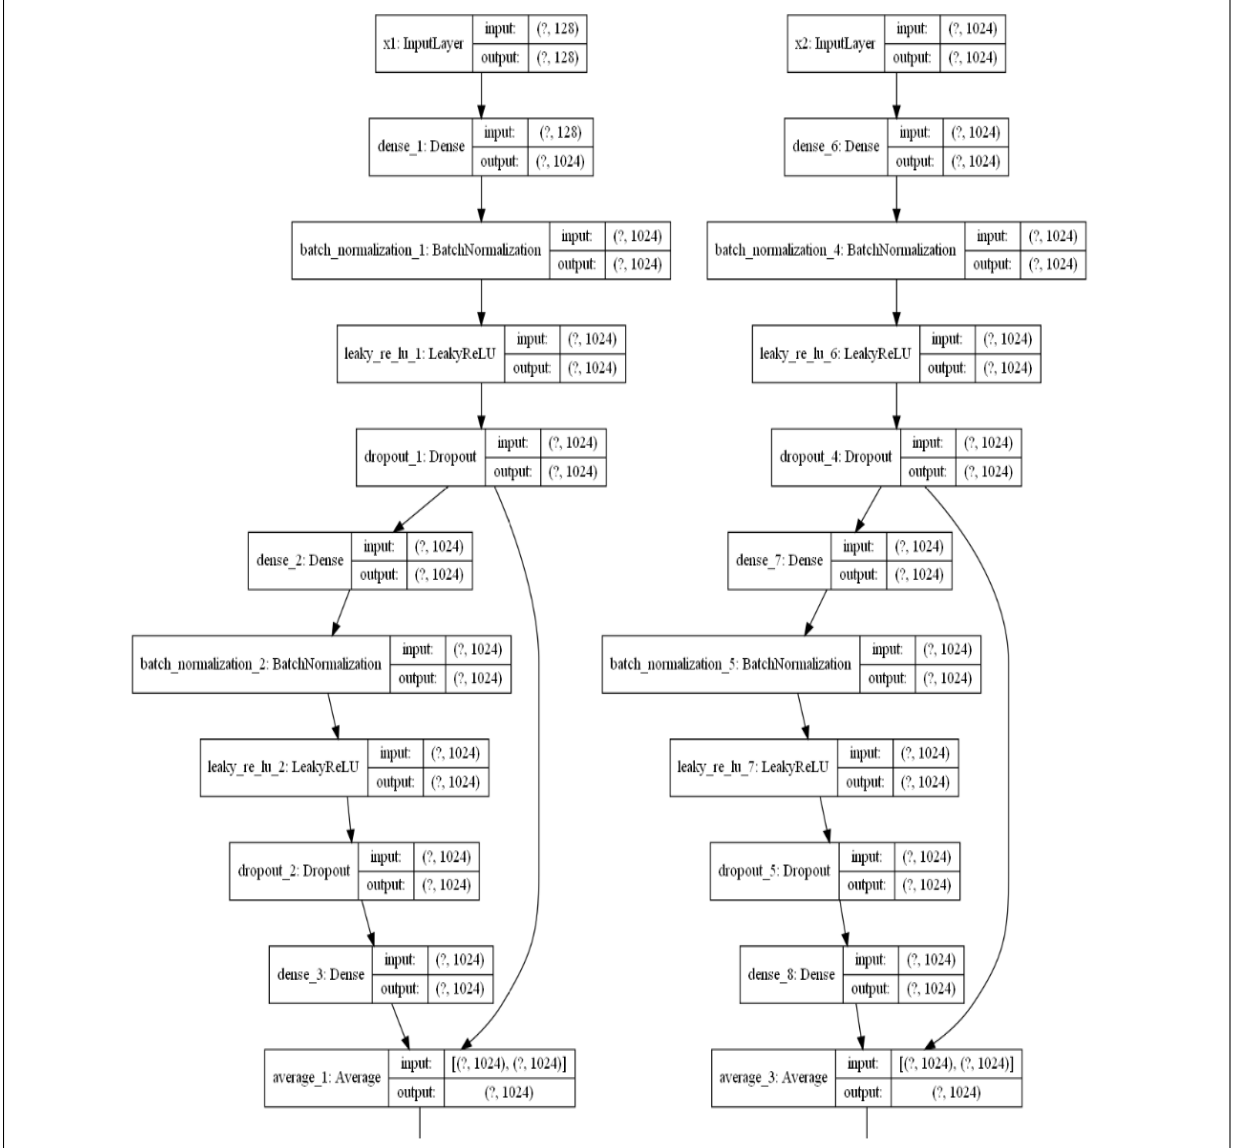 x1: InputLayer input: (?, 128)
output: (?, 128)
dense_1: Dense input: (?, 128)
output: (?, 1024)
batch_normalization_1: BatchNormalization input: (?, 1024)
output: (?, 1024)
leaky_re_lu_1: LeakyReLU input: (?, 1024)
output: (?, 1024)
dropout_1: Dropout input: (?, 1024)
output: (?, 1024)
dense_2: Dense input: (?, 1024)
output: (?, 1024)
batch_normalization_2: BatchNormalization input: (?, 1024)
output: (?, 1024)
leaky_re_lu_2: LeakyReLU input: (?, 1024)
output: (?, 1024)
dropout_2: Dropout input: (?, 1024)
output: (?, 1024)
dense_3: Dense input: (?, 1024)
output: (?, 1024)
average_1: Average input: [(?, 1024), (?, 1024)]
output: (?, 1024)
x2: InputLayer input: (?, 1024)
output: (?, 1024)
dense_6: Dense input: (?, 1024)
output: (?, 1024)
batch_normalization_4: BatchNormalization input: (?, 1024)
output: (?, 1024)
leaky_re_lu_6: LeakyReLU input: (?, 1024)
output: (?, 1024)
dropout_4: Dropout input: (?, 1024)
output: (?, 1024)
dense_7: Dense input: (?, 1024)
output: (?, 1024)
batch_normalization_5: BatchNormalization input: (?, 1024)
output: (?, 1024)
leaky_re_lu_7: LeakyReLU input: (?, 1024)
output: (?, 1024)
dropout_5: Dropout input: (?, 1024)
output: (?, 1024)
dense_8: Dense input: (?, 1024)
output: (?, 1024)
average_3: Average input: [(?, 1024), (?, 1024)]
output: (?, 1024)